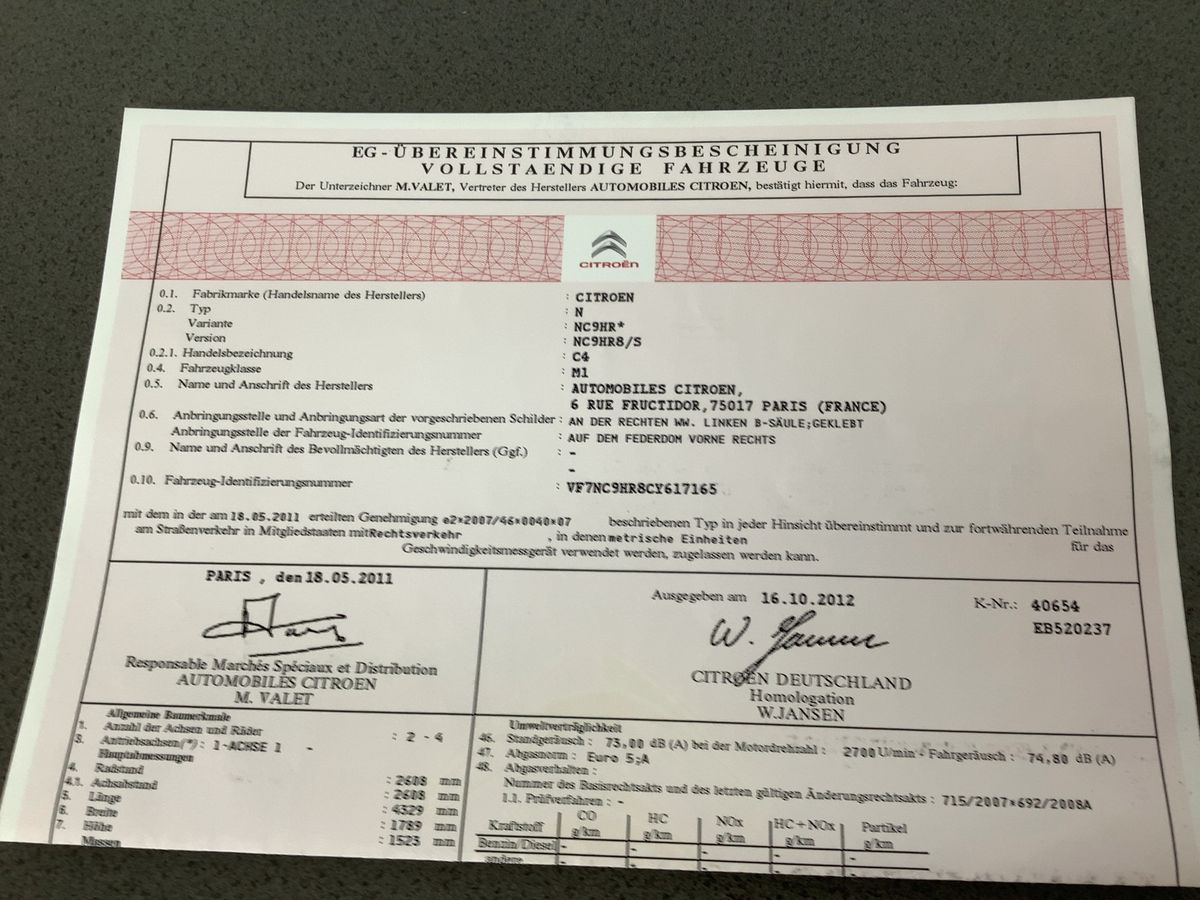 EG-ÜBEREINSTIMMUNGSBESCHEINIGUNG
VOLLSTAENDIGE FAHRZEUGE
Der Unterzeichner M.VALET, Vertreter des Herstellers AUTOMOBILES CITROEN, bestätigt hiermit, dass das Fahrzeug:
CITROËN
0.1. Fabrikmarke (Handelsname des Herstellers) : CITROEN
0.2. Typ : N
Variante : NC9HR*
Version : NC9HR8/S
0.2.1. Handelsbezeichnung : C4
0.4. Fahrzeugklasse : M1
0.5. Name und Anschrift des Herstellers : AUTOMOBILES CITROEN,
6 RUE FRUCTIDOR,75017 PARIS (FRANCE)
0.6. Anbringungsstelle und Anbringungsart der vorgeschriebenen Schilder : AN DER RECHTEN WW. LINKEN B-SÄULE;GEKLEBT
Anbringungsstelle der Fahrzeug-Identifizierungsnummer : AUF DEM FEDERDOM VORNE RECHTS
0.9. Name und Anschrift des Bevollmächtigten des Herstellers (Ggf.) : -
-
0.10. Fahrzeug-Identifizierungsnummer : VF7NC9HR8CY617165
mit dem in der am 18.05.2011 erteilten Genehmigung e2*2007/46*0040*07 beschriebenen Typ in jeder Hinsicht übereinstimmt und zur fortwährenden Teilnahme
am Straßenverkehr in Mitgliedstaaten mit Rechtsverkehr , in denen metrische Einheiten für das
Geschwindigkeitsmessgerät verwendet werden, zugelassen werden kann.
PARIS , den 18.05.2011
Responsable Marchés Spéciaux et Distribution
AUTOMOBILES CITROEN
M. VALET
Ausgegeben am 16.10.2012 K-Nr.: 40654
EB520237
W. Jansen
CITROËN DEUTSCHLAND
Homologation
W.JANSEN
Allgemeine Baumerkmale
1. Anzahl der Achsen und Räder : 2 - 4
3. Antriebsachsen(*) : 1-ACHSE 1 -
Hauptabmessungen
4. Radstand : 2608 mm
4.1. Achsabstand : 2608 mm
5. Länge : 4329 mm
6. Breite : 1789 mm
7. Höhe : 1523 mm
Massen
Umweltverträglichkeit
46. Standgeräusch : 73,00 dB (A) bei der Motordrehzahl : 2700 U/min - Fahrgeräusch : 74,80 dB (A)
47. Abgasnorm : Euro 5;A
48. Abgasverhalten :
Nummer des Basisrechtsakts und des letzten gültigen Änderungsrechtsakts : 715/2007*692/2008A
1.1. Prüfverfahren : -
Kraftstoff CO g/km HC g/km NOx g/km HC+NOx g/km Partikel g/km
Benzin/Diesel - - - - -
andere - - - -